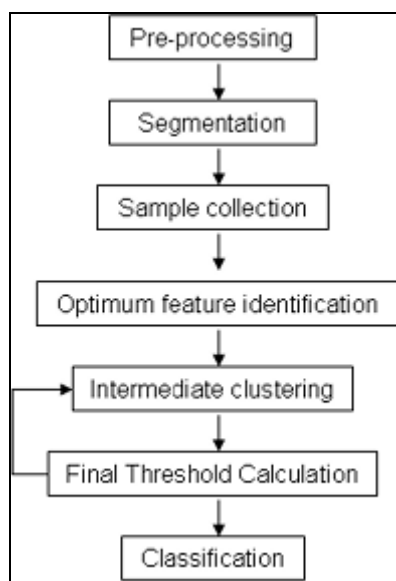 Pre-processing
Segmentation
Sample collection
Optimum feature identification
Intermediate clustering
Final Threshold Calculation
Classification